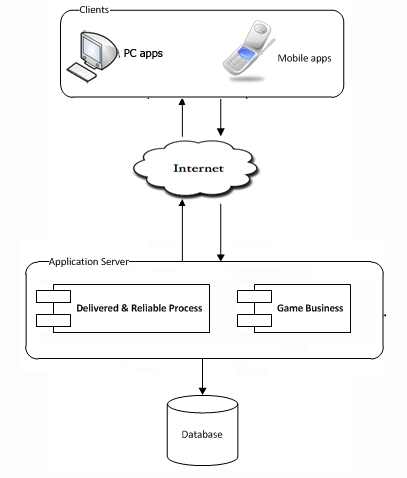 Clients
, PC apps
Mobile apps
Internet
Application Server
Delivered & Reliable Process
Game Business
Database